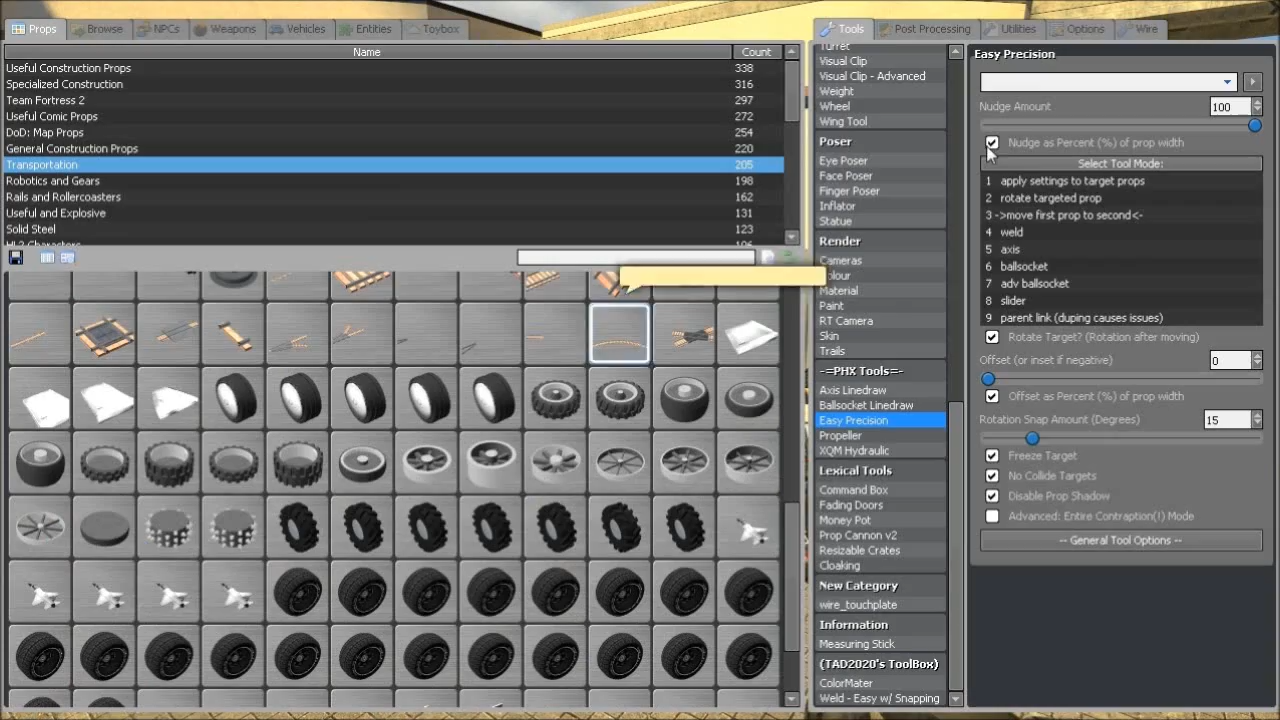 Props Browse NPCs Weapons Vehicles Entities Toybox
Name Count
Useful Construction Props 338
Specialized Construction 316
Team Fortress 2 297
Useful Comic Props 272
DoD: Map Props 254
General Construction Props 220
Transportation 205
Robotics and Gears 198
Rails and Rollercoasters 162
Useful and Explosive 131
Solid Steel 123
HL2 Characters 106
Tools Post Processing Utilities Options Wire
Turret
Visual Clip
Visual Clip - Advanced
Weight
Wheel
Wing Tool
Poser
Eye Poser
Face Poser
Finger Poser
Inflator
Statue
Render
Cameras
olour
Material
Paint
RT Camera
Skin
Trails
-=PHX Tools=-
Axis Linedraw
Ballsocket Linedraw
Easy Precision
Propeller
XQM Hydraulic
Lexical Tools
Command Box
Fading Doors
Money Pot
Prop Cannon v2
Resizable Crates
Cloaking
New Category
wire_touchplate
Information
Measuring Stick
(TAD2020's ToolBox)
ColorMater
Weld - Easy w/ Snapping
Easy Precision
Nudge Amount 100
Nudge as Percent (%) of prop width
Select Tool Mode:
1 apply settings to target props
2 rotate targeted prop
3 ->move first prop to second<-
4 weld
5 axis
6 ballsocket
7 adv ballsocket
8 slider
9 parent link (duping causes issues)
Rotate Target? (Rotation after moving)
Offset (or inset if negative) 0
Offset as Percent (%) of prop width
Rotation Snap Amount (Degrees) 15
Freeze Target
No Collide Targets
Disable Prop Shadow
Advanced: Entire Contraption(!) Mode
-- General Tool Options --